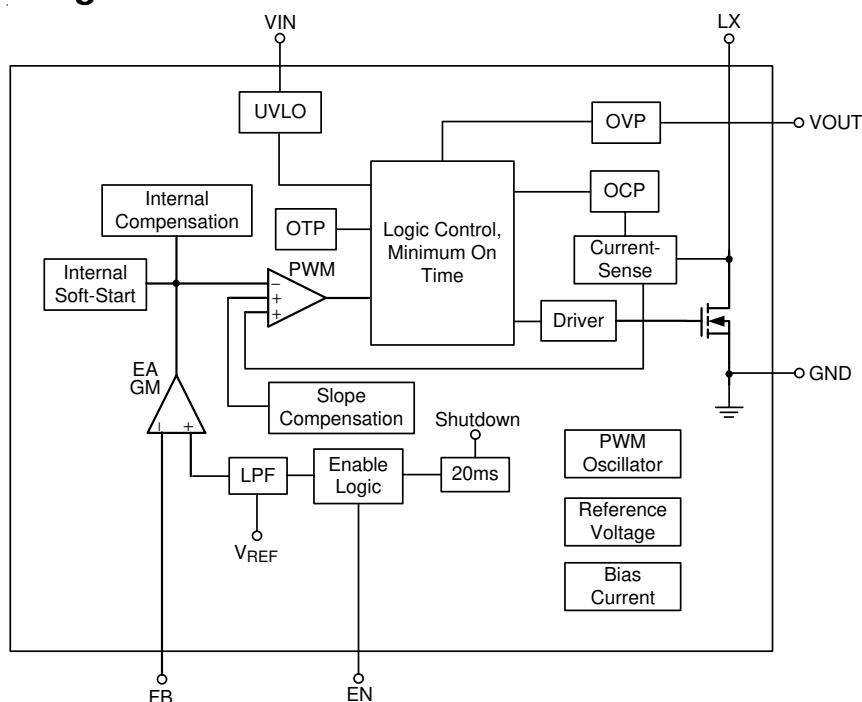 VIN
LX
UVLO
OVP
VOUT
Internal
Compensation
OTP
Logic Control,
Minimum On
Time
OCP
Current-
Sense
Internal
Soft-Start
PWM
−
+
+
Driver
EA
GM
GND
Slope
Compensation
− +
Shutdown
PWM
Oscillator
LPF
Enable
Logic
20ms
VREF
Reference
Voltage
Bias
Current
FB
EN